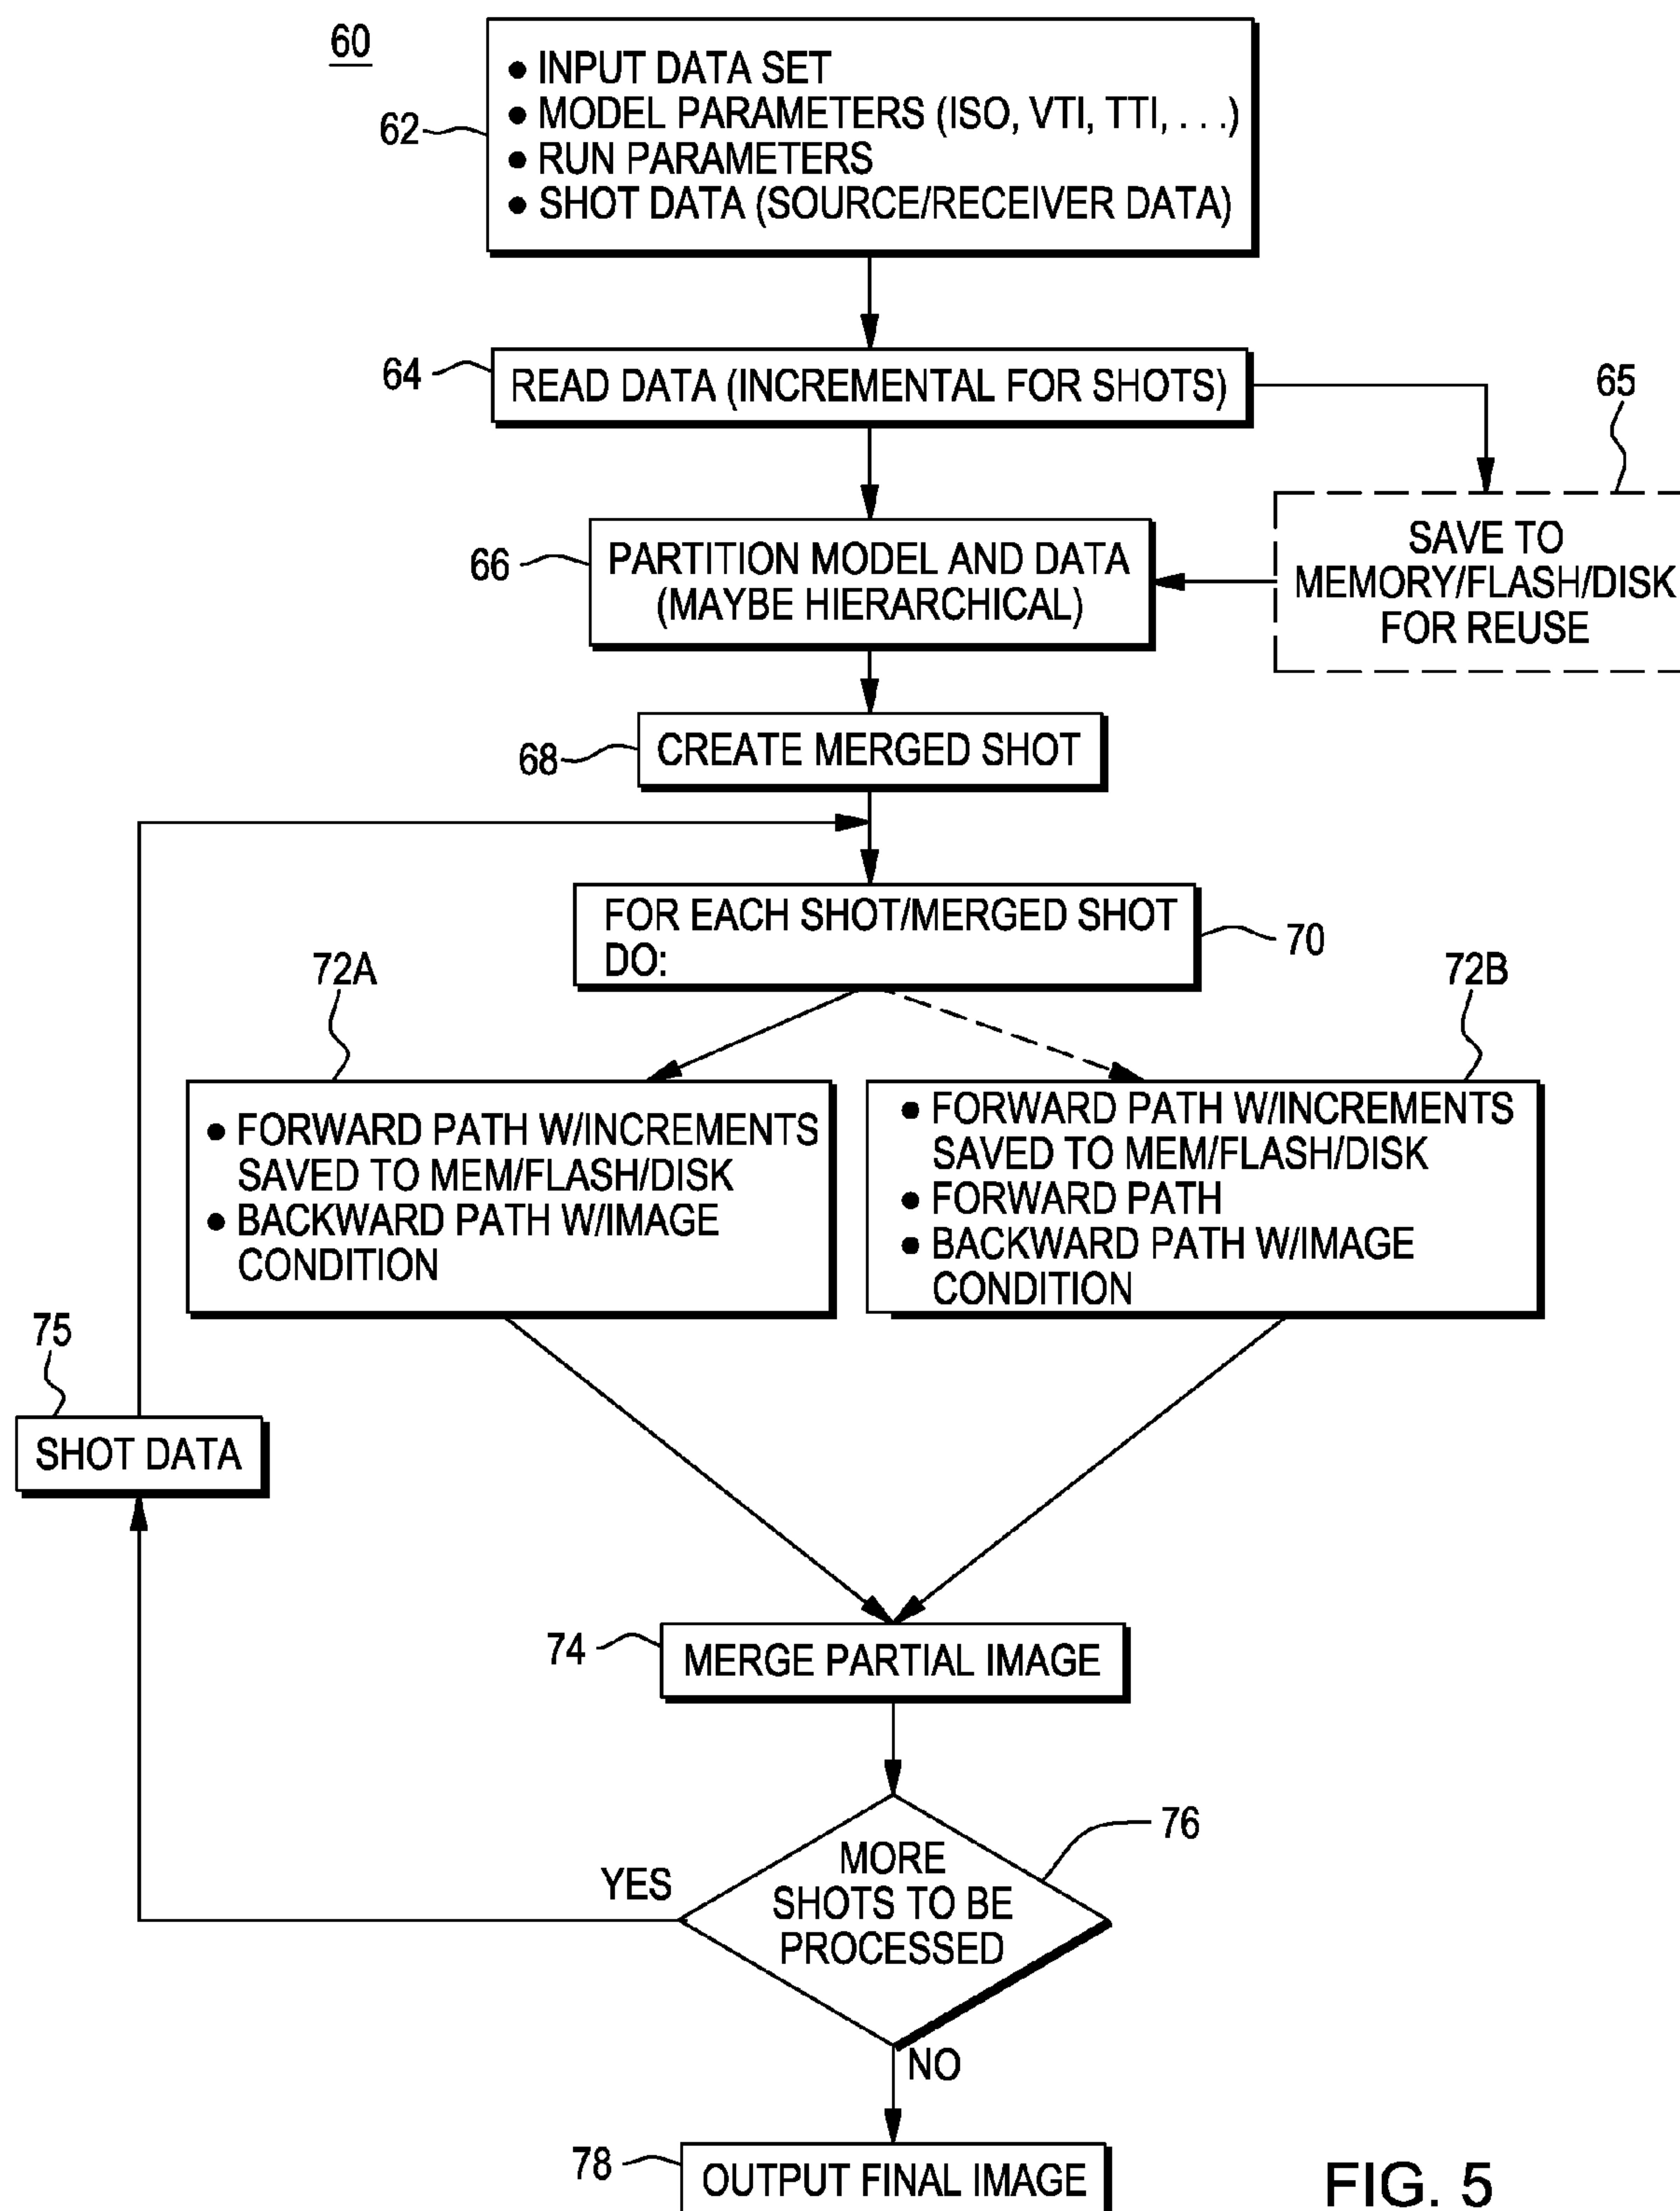 60
62
● INPUT DATA SET
● MODEL PARAMETERS (ISO, VTI, TTI, . . .)
● RUN PARAMETERS
● SHOT DATA (SOURCE/RECEIVER DATA)
64
READ DATA (INCREMENTAL FOR SHOTS)
65
SAVE TO
MEMORY/FLASH/DISK
FOR REUSE
66
PARTITION MODEL AND DATA
(MAYBE HIERARCHICAL)
68
CREATE MERGED SHOT
FOR EACH SHOT/MERGED SHOT
DO:
70
72A
● FORWARD PATH W/INCREMENTS
SAVED TO MEM/FLASH/DISK
● BACKWARD PATH W/IMAGE
CONDITION
72B
● FORWARD PATH W/INCREMENTS
SAVED TO MEM/FLASH/DISK
● FORWARD PATH
● BACKWARD PATH W/IMAGE
CONDITION
75
SHOT DATA
74
MERGE PARTIAL IMAGE
76
MORE
SHOTS TO BE
PROCESSED
YES
NO
78
OUTPUT FINAL IMAGE
FIG. 5